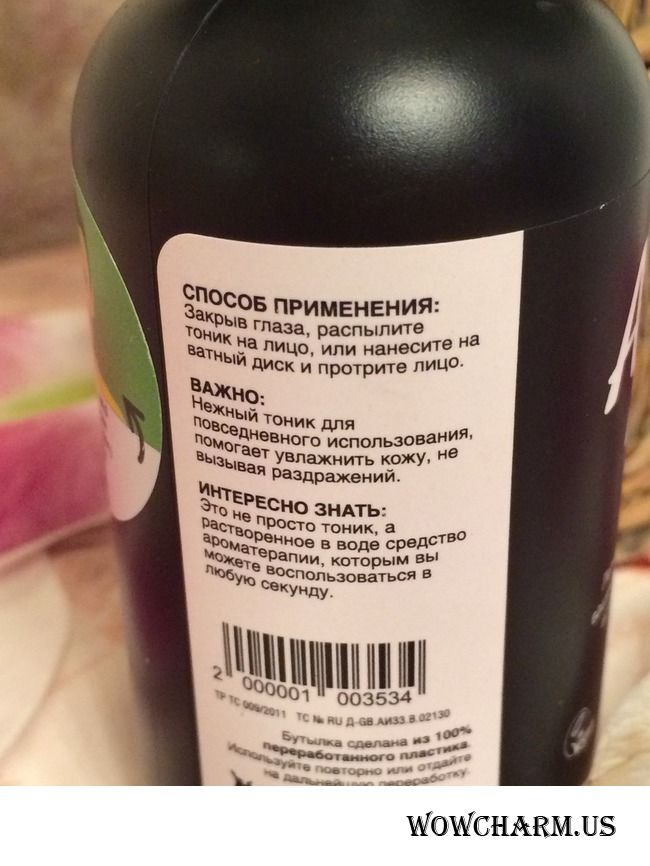 СПОСОБ ПРИМЕНЕНИЯ:
Закрыв глаза, распылите
тоник на лицо, или нанесите на
ватный диск и протрите лицо.
ВАЖНО:
Нежный тоник для
повседневного использования,
помогает увлажнить кожу, не
вызывая раздражений.
ИНТЕРЕСНО ЗНАТЬ:
Это не просто тоник, а
растворенное в воде средство
ароматерапии, которым вы
можете воспользоваться в
любую секунду.
2 000001 003534
ТР ТС 009/2011 ТС № RU Д-GB.АИ33.В.02130
Бутылка сделана из 100%
переработанного пластика.
Используйте повторно или отдайте
на дальнейшую переработку.
WOWCHARM.US